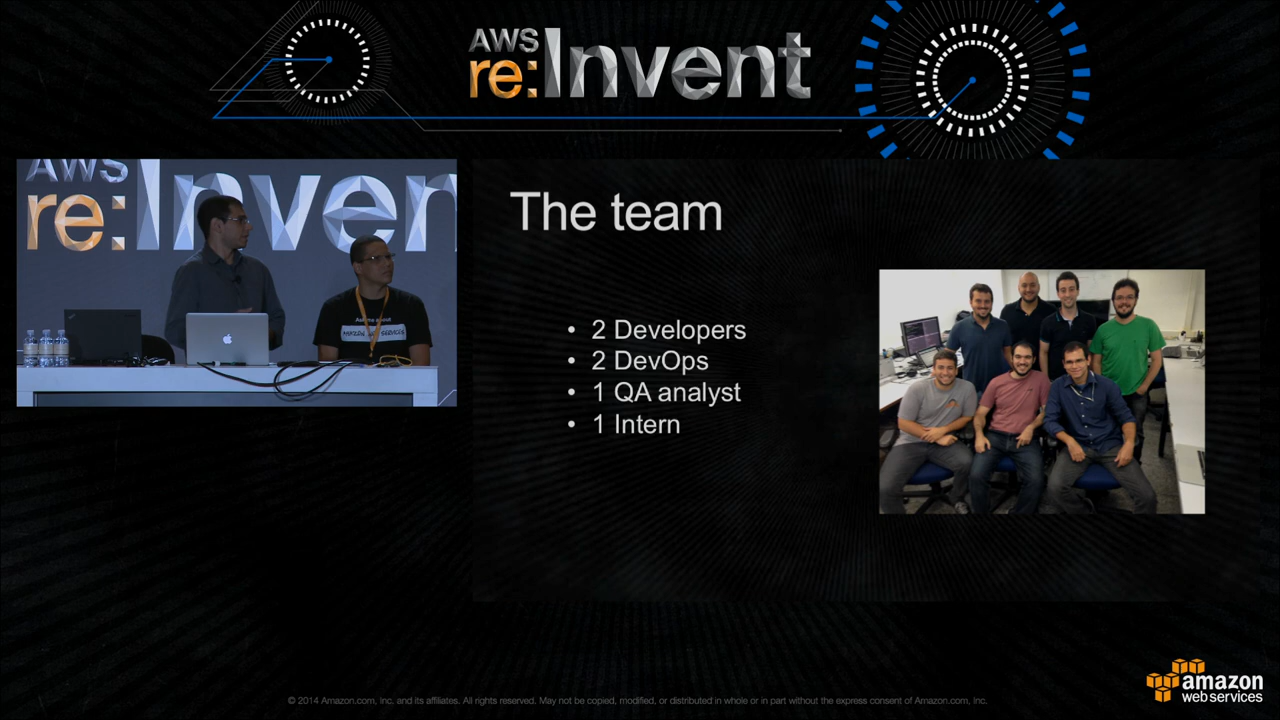 AWS
re:Invent
AWS
re:Inven
The team
• 2 Developers
• 2 DevOps
• 1 QA analyst
• 1 Intern
© 2014 Amazon.com, Inc. and its affiliates. All rights reserved. May not be copied, modified, or distributed in whole or in part without the express consent of Amazon.com, Inc.
amazon
web services